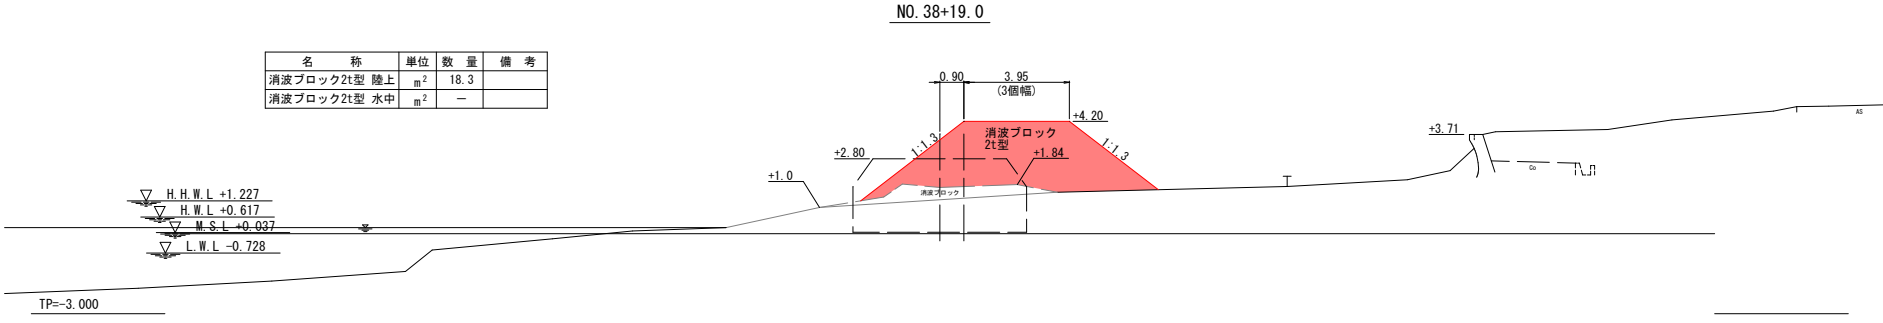 NO. 38+19.0
名　称 単位 数 量 備 考
消波ブロック2t型 陸上 m² 18.3
消波ブロック2t型 水中 m² －
0.90 3.95
(3個幅)
+4.20
消波ブロック
2t型
1:1.3
1:1.3
+2.80
+1.84
+3.71
+1.0
消波ブロック
AS
Co
H.H.W.L +1.227
H.W.L +0.617
M.S.L +0.037
L.W.L -0.728
TP=-3.000